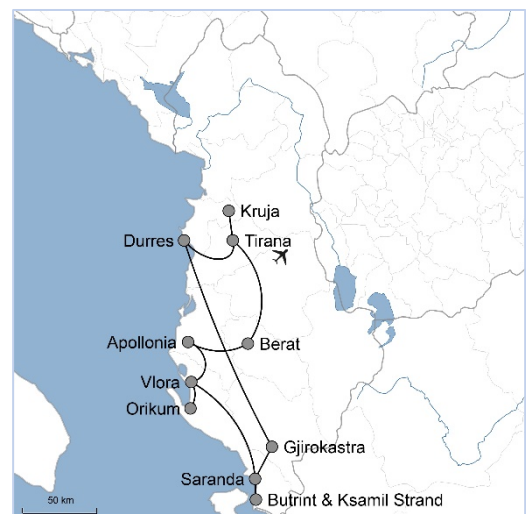 Kruja
Durres
Tirana
Apollonia
Berat
Vlora
Orikum
Gjirokastra
Saranda
50 km
Butrint & Ksamil Strand